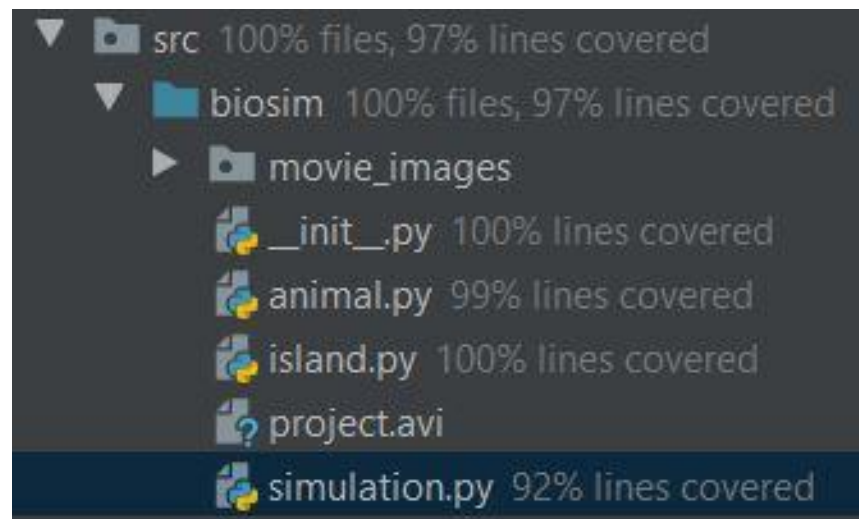 src 100% files, 97% lines covered
biosim 100% files, 97% lines covered
movie_images
__init__.py 100% lines covered
animal.py 99% lines covered
island.py 100% lines covered
project.avi
simulation.py 92% lines covered